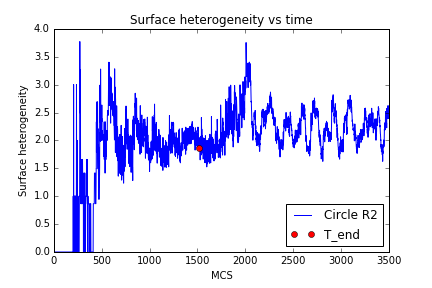 Surface heterogeneity vs time
4.0
3.5
3.0
2.5
2.0
1.5
1.0
0.5
0.0
Surface heterogeneity
0 500 1000 1500 2000 2500 3000 3500
MCS
Circle R2
T_end